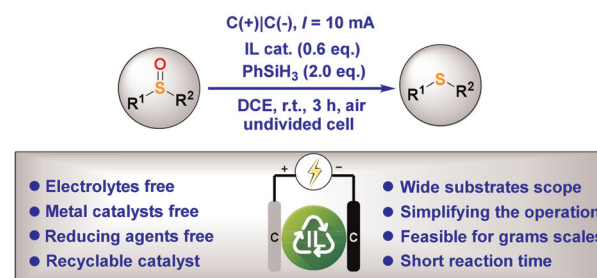 C(+)|C(-), I = 10 mA
IL cat. (0.6 eq.)
PhSiH₃ (2.0 eq.)
DCE, r.t., 3 h, air
undivided cell
O
S
R¹ R²
S
R¹ R²
Electrolytes free
Metal catalysts free
Reducing agents free
Recyclable catalyst
+ −
C IL C
Wide substrates scope
Simplifying the operation
Feasible for grams scales
Short reaction time